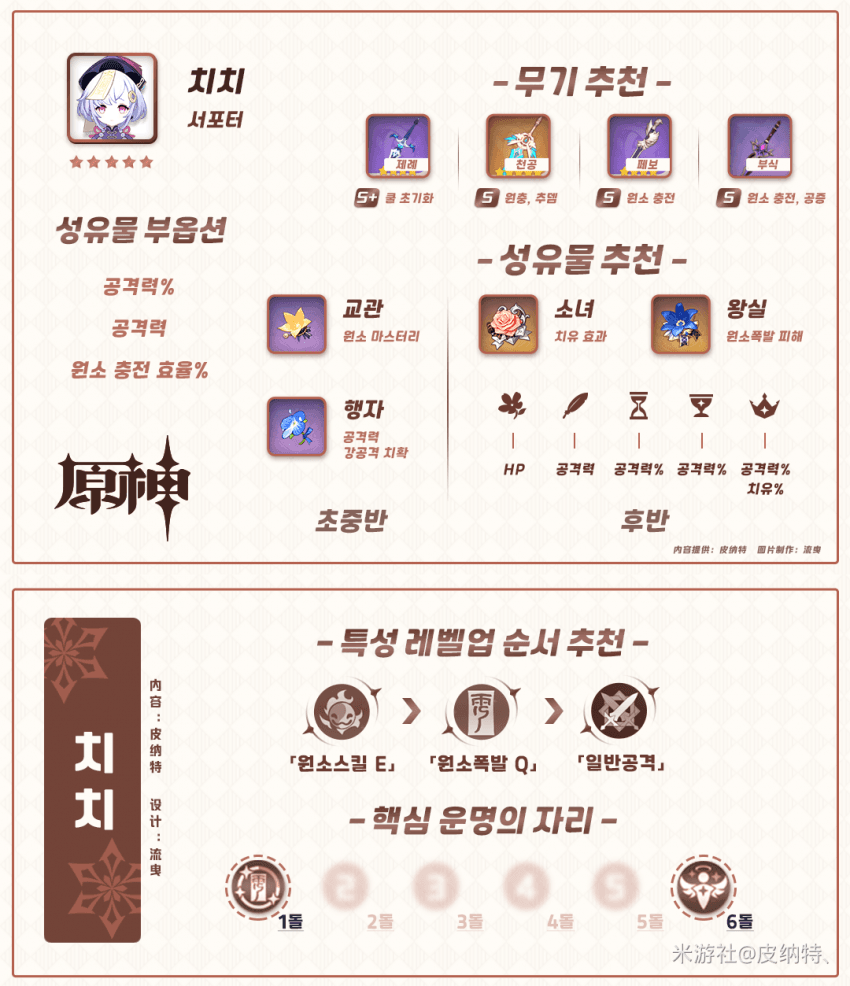 치치
서포터
- 무기 추천 -
제례
천공
페보
부식
S+ 쿨 초기화
S 원충, 추뎀
S 원소 충전
S 원소 충전, 공증
성유물 부옵션
공격력%
공격력
원소 충전 효율%
原神
- 성유물 추천 -
교관
원소 마스터리
행자
공격력
강공격 치확
초중반
소녀
치유 효과
왕실
원소폭발 피해
HP
공격력
공격력%
공격력%
공격력%
치유%
후반
内容提供：皮纳特 图片制作：流曳
치치
内容：皮纳特 设计：流曳
- 특성 레벨업 순서 추천 -
「원소스킬 E」
「원소폭발 Q」
「일반공격」
- 핵심 운명의 자리 -
2
3
4
5
1돌
2돌
3돌
4돌
5돌
6돌
米游社@皮纳特、